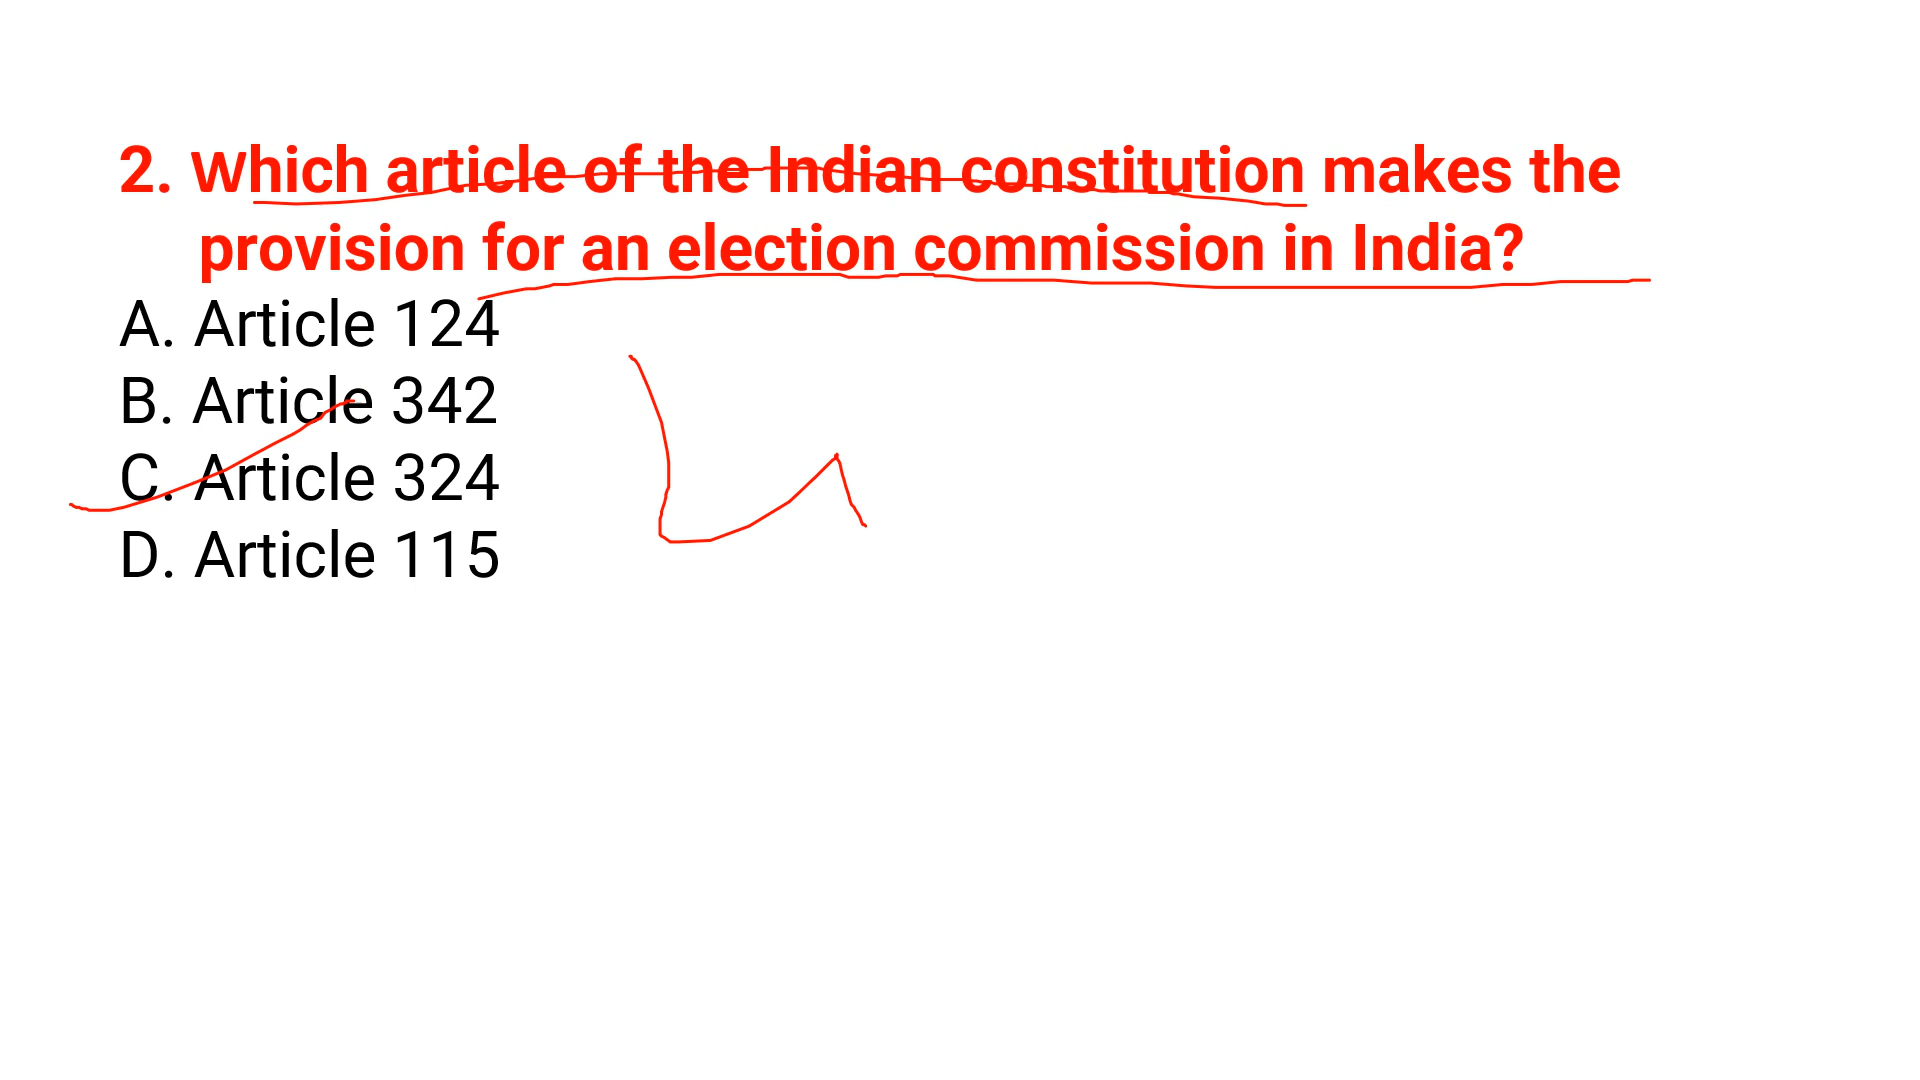 2. Which article of the Indian constitution makes the
provision for an election commission in India?
A. Article 124
B. Article 342
C. Article 324
D. Article 115